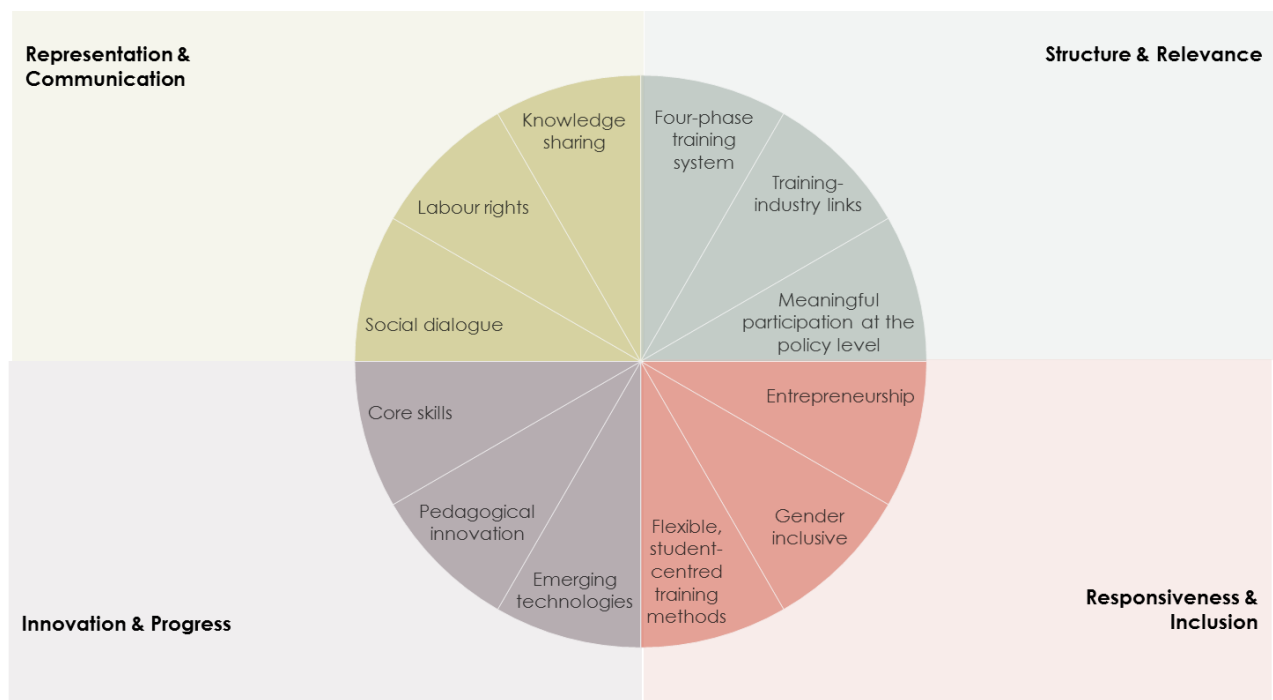 Representation &
Communication
Structure & Relevance
Knowledge
sharing
Four-phase
training
system
Labour rights
Training-
industry links
Social dialogue
Meaningful
participation at the
policy level
Core skills
Entrepreneurship
Pedagogical
innovation
Gender
inclusive
Emerging
technologies
Flexible,
student-
centred
training
methods
Innovation & Progress
Responsiveness &
Inclusion